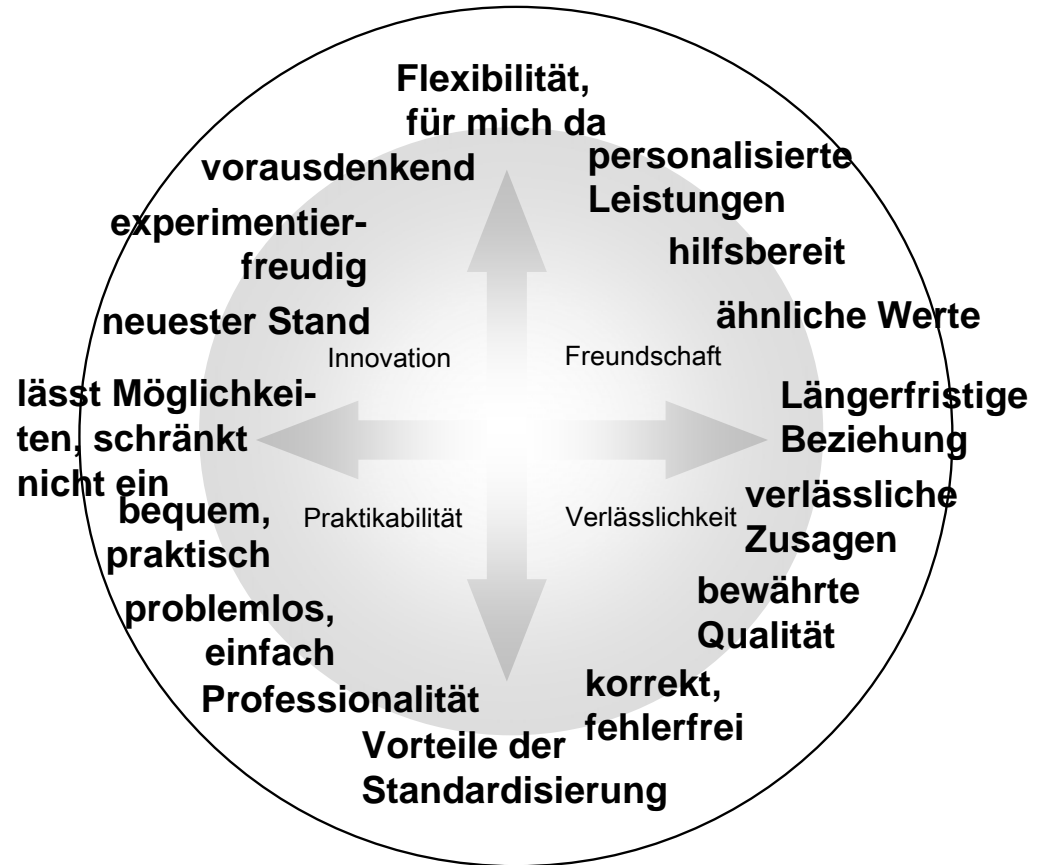 Flexibilität,
für mich da
personalisierte
Leistungen
vorausdenkend
experimentier-
freudig
hilfsbereit
neuester Stand
ähnliche Werte
Innovation
Freundschaft
lässt Möglichkei-
ten, schränkt
nicht ein
Längerfristige
Beziehung
bequem,
praktisch
Praktikabilität
Verlässlichkeit
verlässliche
Zusagen
problemlos,
einfach
bewährte
Qualität
Professionalität
korrekt,
fehlerfrei
Vorteile der
Standardisierung